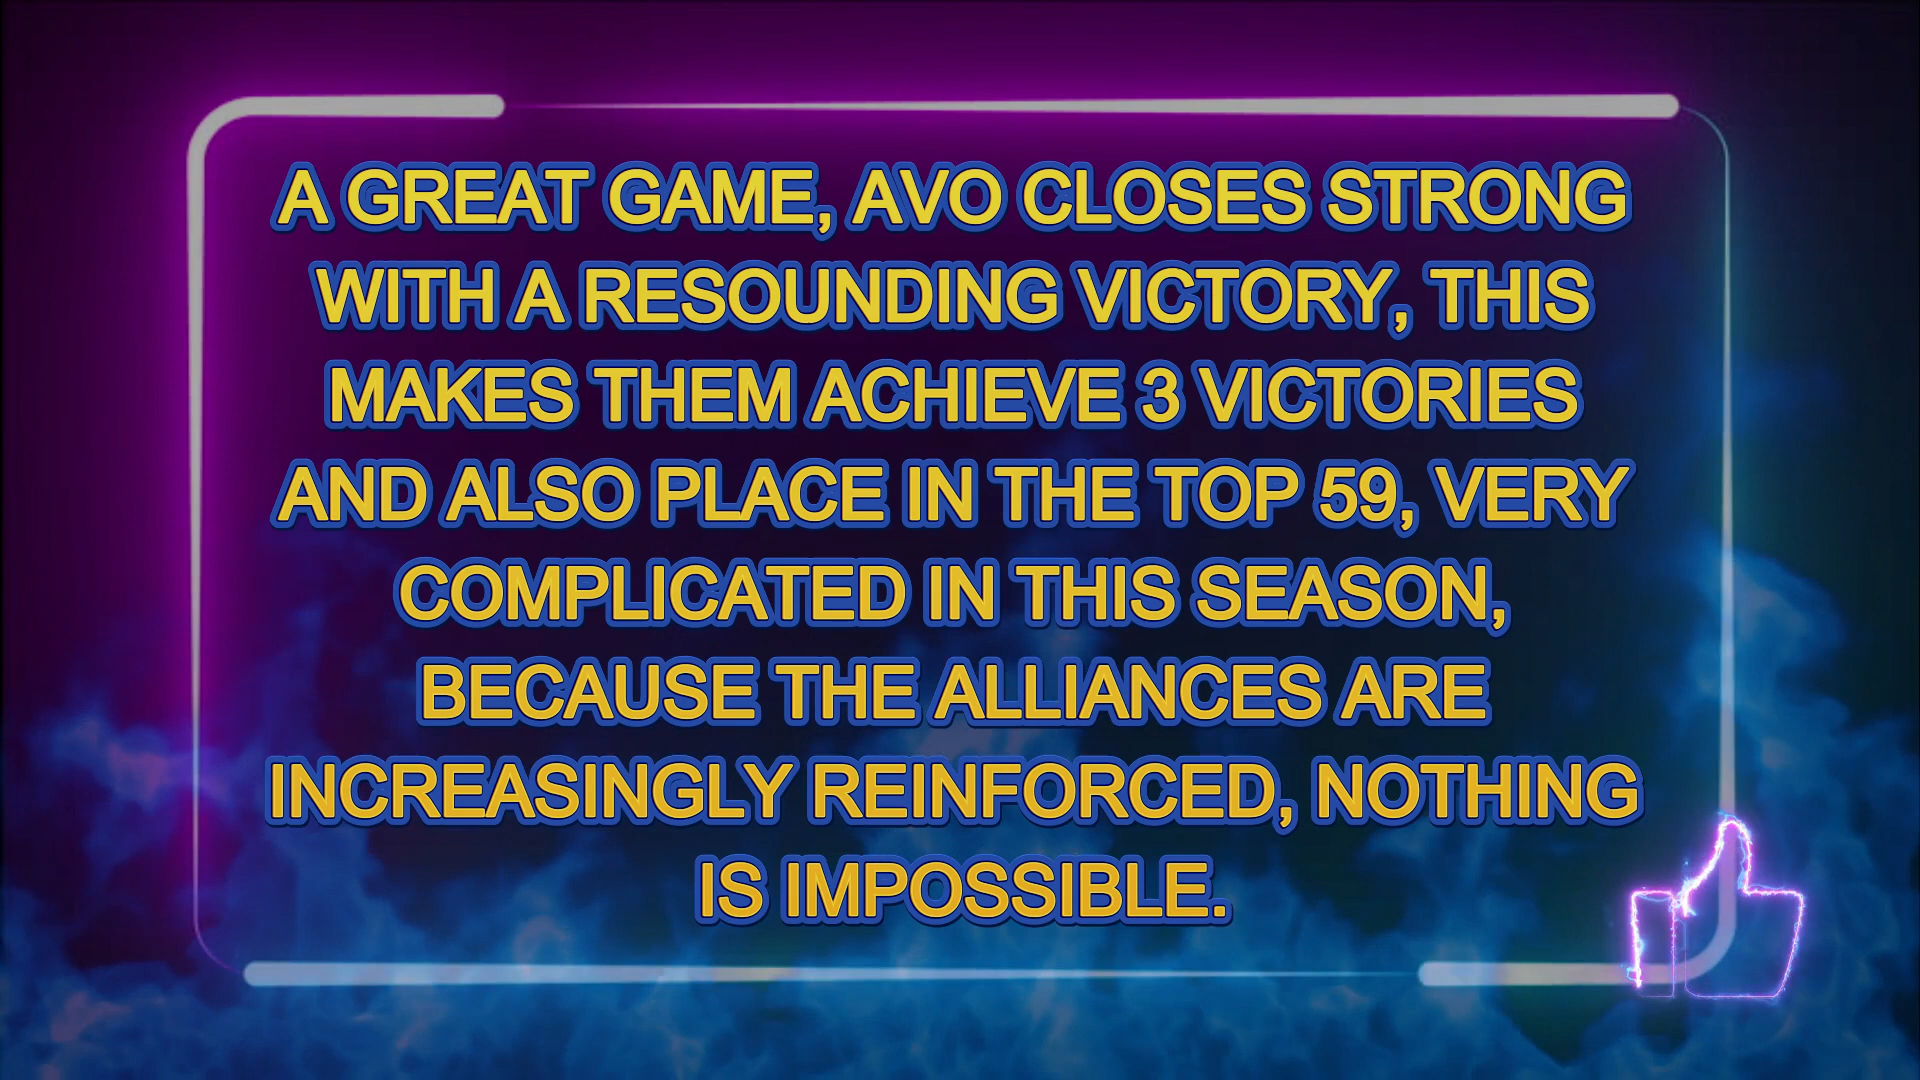 A GREAT GAME, AVO CLOSES STRONG
WITH A RESOUNDING VICTORY, THIS
MAKES THEM ACHIEVE 3 VICTORIES
AND ALSO PLACE IN THE TOP 59, VERY
COMPLICATED IN THIS SEASON,
BECAUSE THE ALLIANCES ARE
INCREASINGLY REINFORCED, NOTHING
IS IMPOSSIBLE.